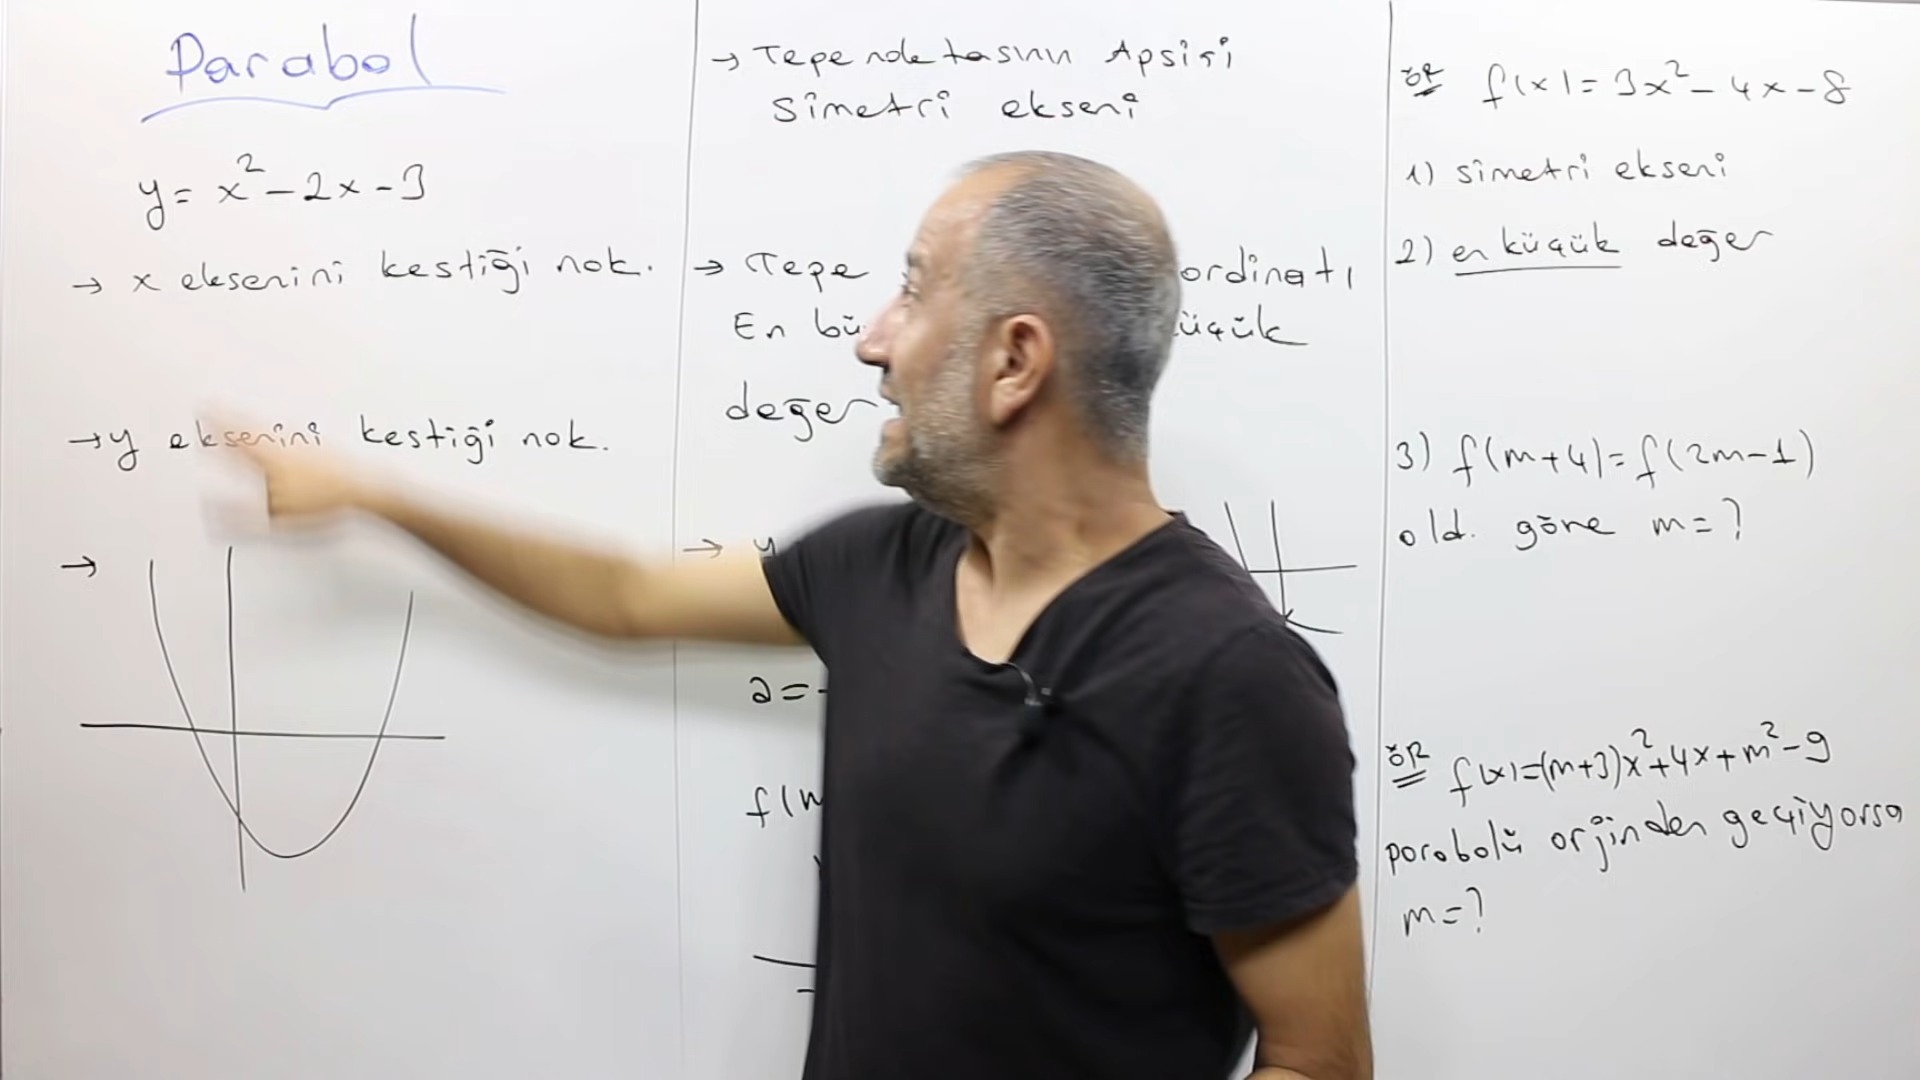 Parabol
y = x² - 2x - 3
→ x eksenini kestiği nok.
→ y eksenini kestiği nok.
→
→ Tepe noktasının Apsisi
Simetri ekseni
→ Tepe ordinatı
En
değer
→ y
a = -
ÖR f(x) = 3x² - 4x - 8
1) simetri ekseni
2) en küçük değer
3) f(m+4) = f(2m-1)
old. göre m = ?
ÖR f(x) = (m+3)x² + 4x + m² - 9
parabolü orjinden geçiyorsa
m = ?